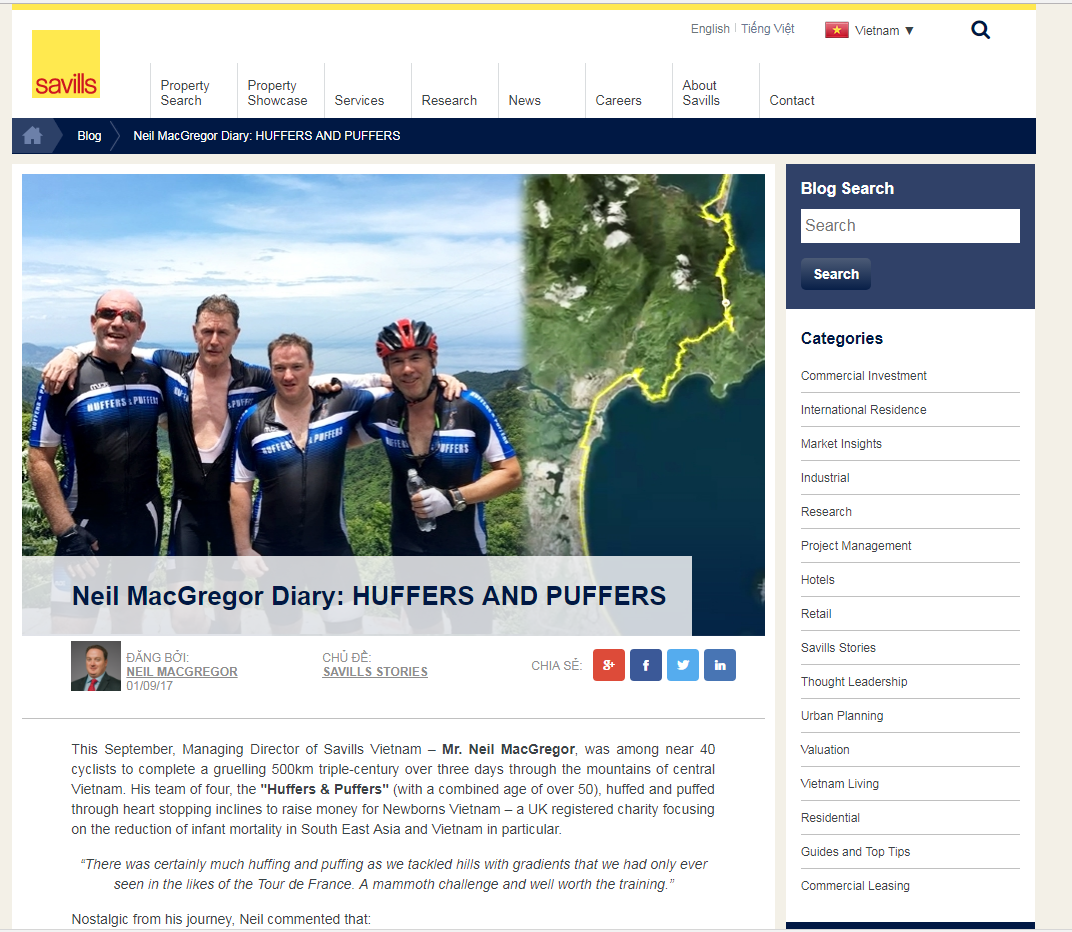 English | Tiếng Việt
Vietnam ▼
savills
Property Search
Property Showcase
Services
Research
News
Careers
About Savills
Contact
Blog
Neil MacGregor Diary: HUFFERS AND PUFFERS
HUFFERS & PUFFERS
& PUFF
HUFFERS & PUFFERS
PUFFERS
Neil MacGregor Diary: HUFFERS AND PUFFERS
ĐĂNG BỞI:
NEIL MACGREGOR
01/09/17
CHỦ ĐỀ:
SAVILLS STORIES
CHIA SẺ:
g+
f
in
This September, Managing Director of Savills Vietnam – Mr. Neil MacGregor, was among near 40
cyclists to complete a gruelling 500km triple-century over three days through the mountains of central
Vietnam. His team of four, the "Huffers & Puffers" (with a combined age of over 50), huffed and puffed
through heart stopping inclines to raise money for Newborns Vietnam – a UK registered charity focusing
on the reduction of infant mortality in South East Asia and Vietnam in particular.
“There was certainly much huffing and puffing as we tackled hills with gradients that we had only ever
seen in the likes of the Tour de France. A mammoth challenge and well worth the training.”
Nostalgic from his journey, Neil commented that:
Blog Search
Search
Search
Categories
Commercial Investment
International Residence
Market Insights
Industrial
Research
Project Management
Hotels
Retail
Savills Stories
Thought Leadership
Urban Planning
Valuation
Vietnam Living
Residential
Guides and Top Tips
Commercial Leasing